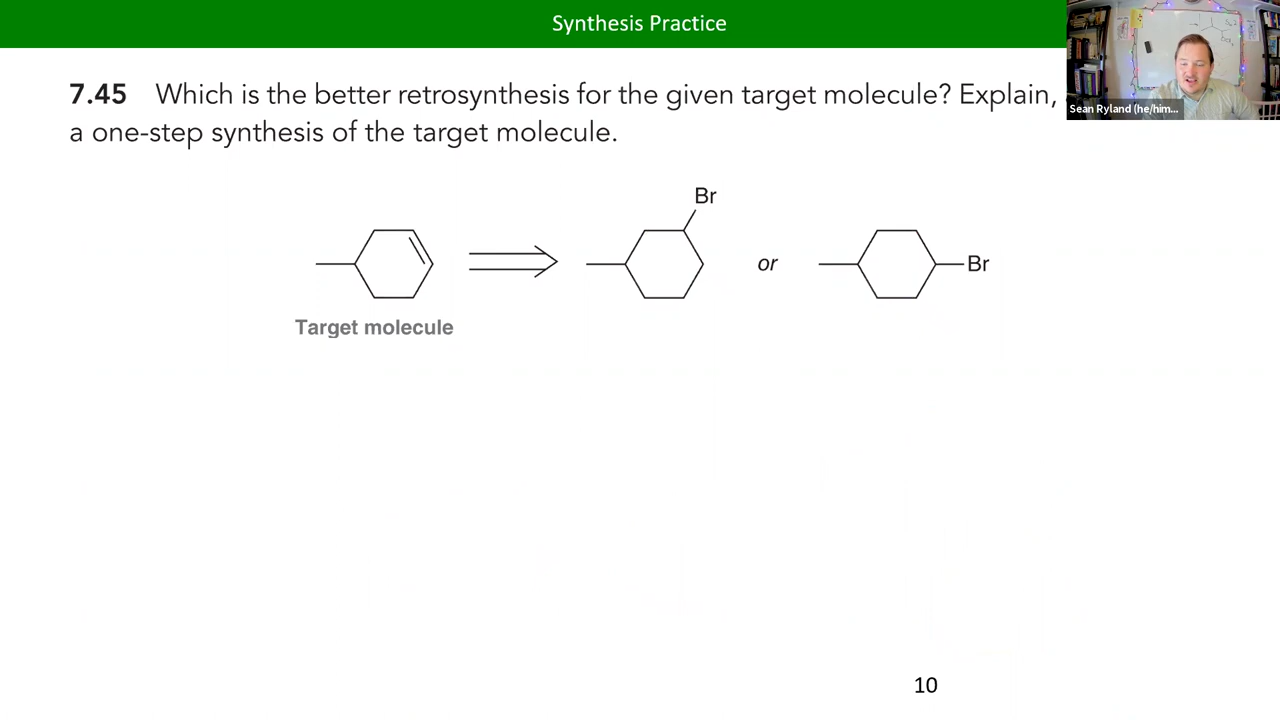 Synthesis Practice
Sean Ryland (he/him...
7.45 Which is the better retrosynthesis for the given target molecule? Explain,
a one-step synthesis of the target molecule.
Br
or
Br
Target molecule
10